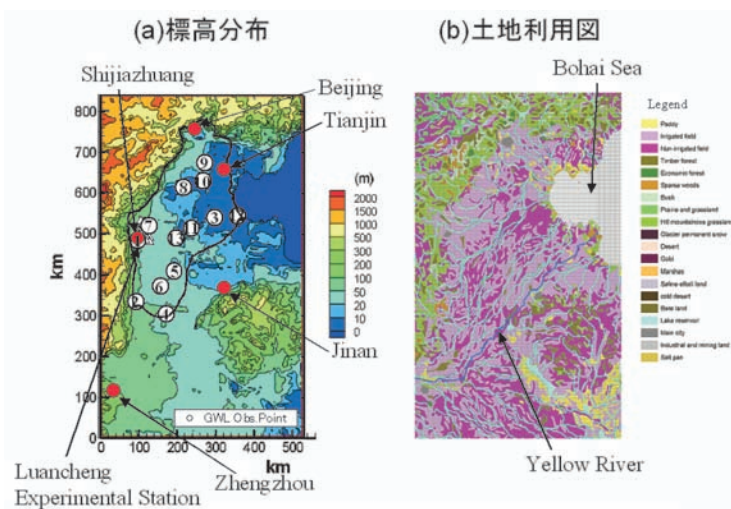 (a)標高分布
(b)土地利用図
Shijiazhuang
Beijing
Tianjin
Bohai Sea
800
700
600
500
400
300
200
100
0
km
0 100 200 300 400 500
km
9
10
8
7
3
11
13
1
5
6
2
4
GWL Obs.Point
(m)
2000
1500
1000
500
300
200
100
50
20
10
0
Jinan
Luancheng
Experimental Station
Zhengzhou
Legend
Paddy
Irrigated field
Non-irrigated field
Timber forest
Economic forest
Sparse woods
Bush
Prairie and grassland
Hill mountainous grassland
Glacier permanent snow
Desert
Gobi
Marshes
Saline-alkali land
cold desert
Bare land
Lake reservoir
Main city
Industrial and mining land
Salt pan
Yellow River